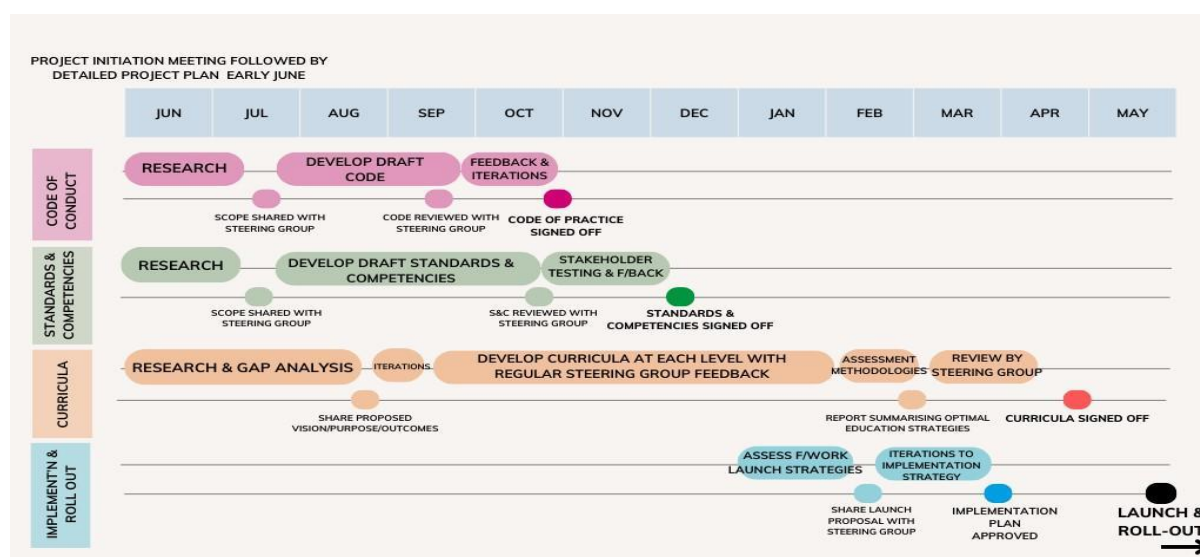 PROJECT INITIATION MEETING FOLLOWED BY
DETAILED PROJECT PLAN EARLY JUNE
JUN JUL AUG SEP OCT NOV DEC JAN FEB MAR APR MAY
CODE OF
CONDUCT
RESEARCH
DEVELOP DRAFT
CODE
FEEDBACK &
ITERATIONS
SCOPE SHARED WITH
STEERING GROUP
CODE REVIEWED WITH
STEERING GROUP
CODE OF PRACTICE
SIGNED OFF
STANDARDS &
COMPETENCIES
RESEARCH
DEVELOP DRAFT STANDARDS &
COMPETENCIES
STAKEHOLDER
TESTING & F/BACK
SCOPE SHARED WITH
STEERING GROUP
S&C REVIEWED WITH
STEERING GROUP
STANDARDS &
COMPETENCIES SIGNED OFF
CURRICULA
RESEARCH & GAP ANALYSIS
ITERATIONS
DEVELOP CURRICULA AT EACH LEVEL WITH
REGULAR STEERING GROUP FEEDBACK
ASSESSMENT
METHODOLOGIES
REVIEW BY
STEERING GROUP
SHARE PROPOSED
VISION/PURPOSE/OUTCOMES
REPORT SUMMARISING OPTIMAL
EDUCATION STRATEGIES
CURRICULA SIGNED OFF
IMPLEMENT'N &
ROLL OUT
ASSESS F/WORK
LAUNCH STRATEGIES
ITERATIONS TO
IMPLEMENTATION
STRATEGY
SHARE LAUNCH
PROPOSAL WITH
STEERING GROUP
IMPLEMENTATION
PLAN
APPROVED
LAUNCH &
ROLL-OUT